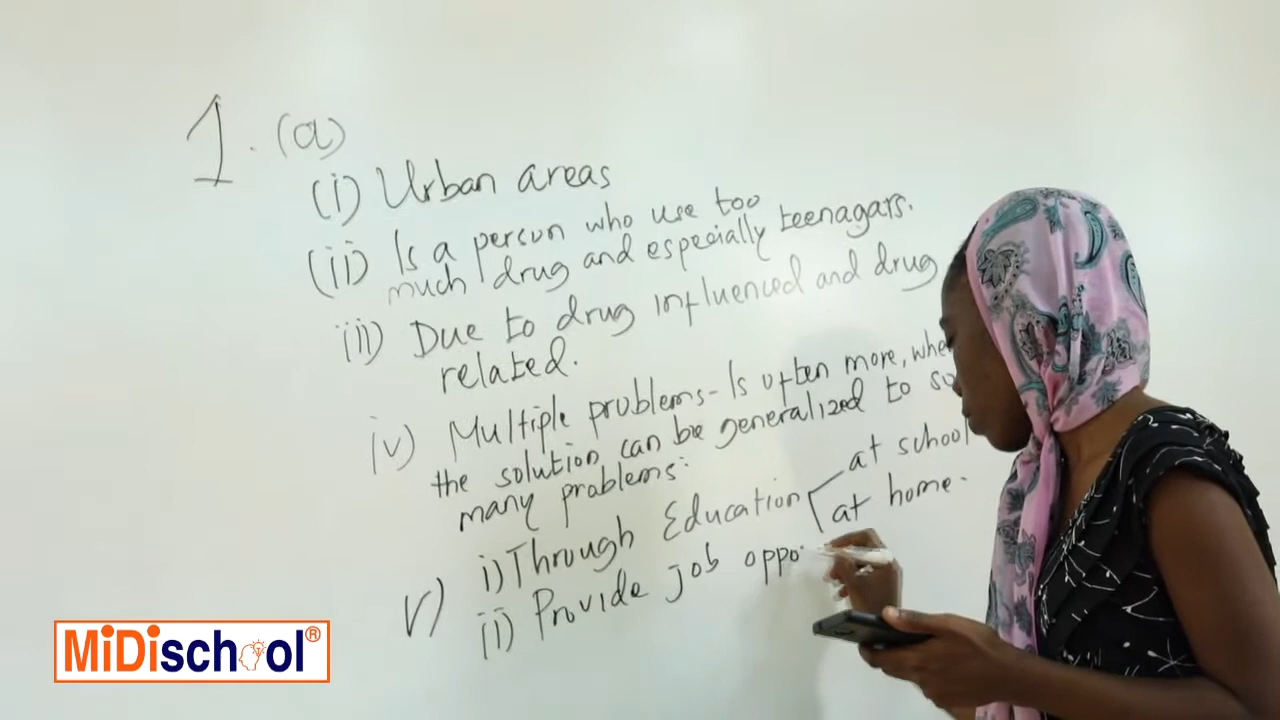 1. (a)
(i) Urban areas
(ii) Is a person who use too
much drug and especially teenagars.
iii) Due to drug influenced and drug
related.
iv) Multiple problems - Is often more, whe
the solution can be generalized to so
many problems.
v) i) Through Education at school
at home.
ii) Provide job oppo
MiDischool®